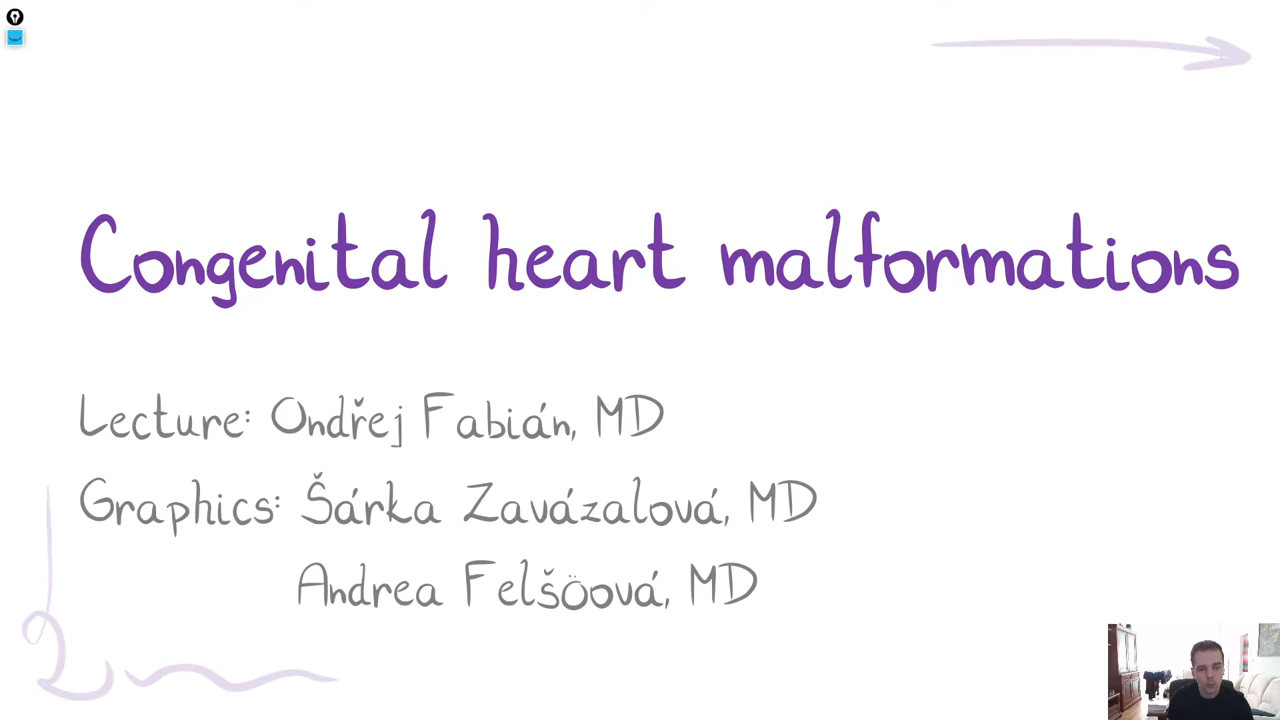 Congenital heart malformations
Lecture: Ondřej Fabián, MD
Graphics: Šárka Zavázalová, MD
Andrea Felšöová, MD